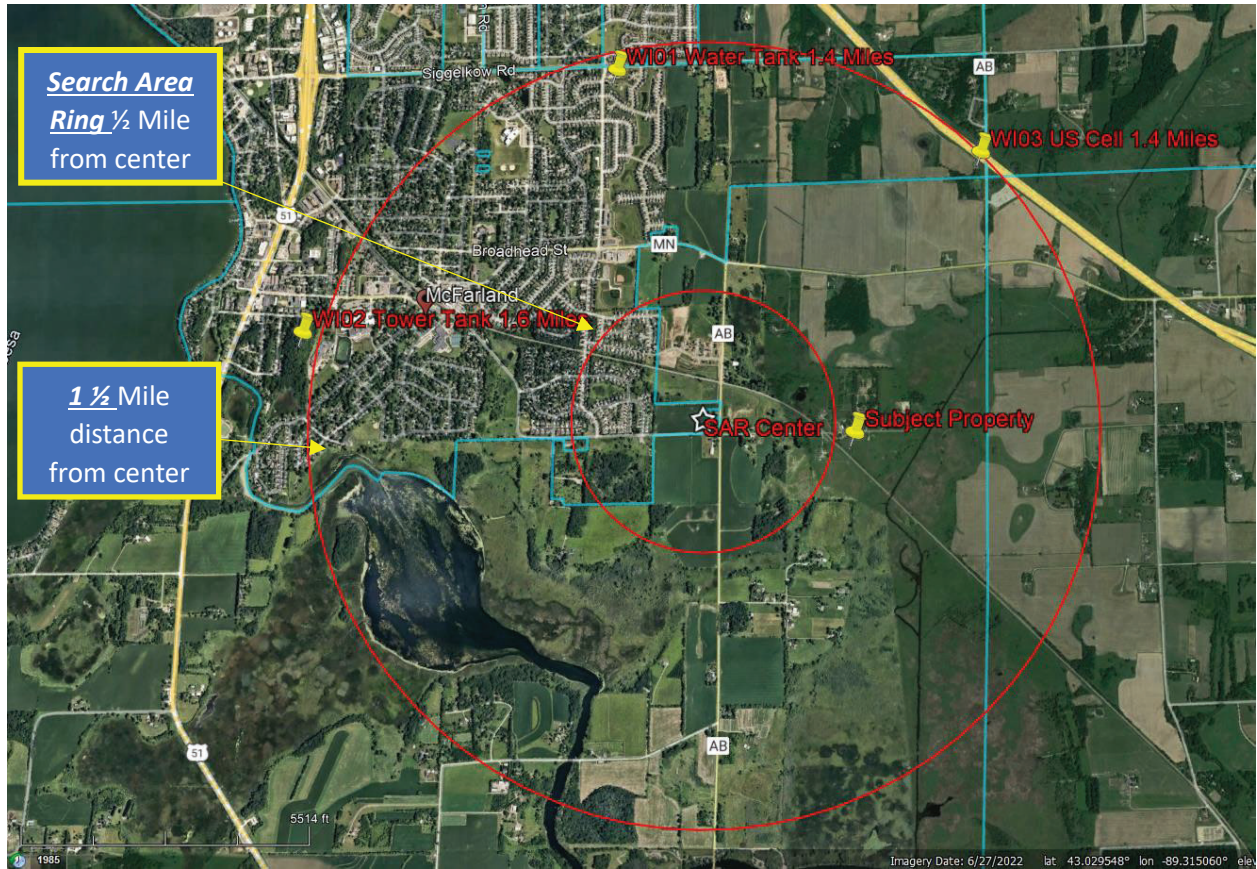 Siggelkow Rd
WI01 Water Tank 1.4 Miles
AB
Search Area
Ring ½ Mile
from center
WI03 US Cell 1.4 Miles
51
Broadhead St
MN
McFarland
WI02 Tower Tank 1.6 Miles
AB
1 ½ Mile
distance
from center
SAR Center
Subject Property
51
AB
5514 ft
1985
Imagery Date: 6/27/2022 lat 43.029548° lon -89.315060° elev